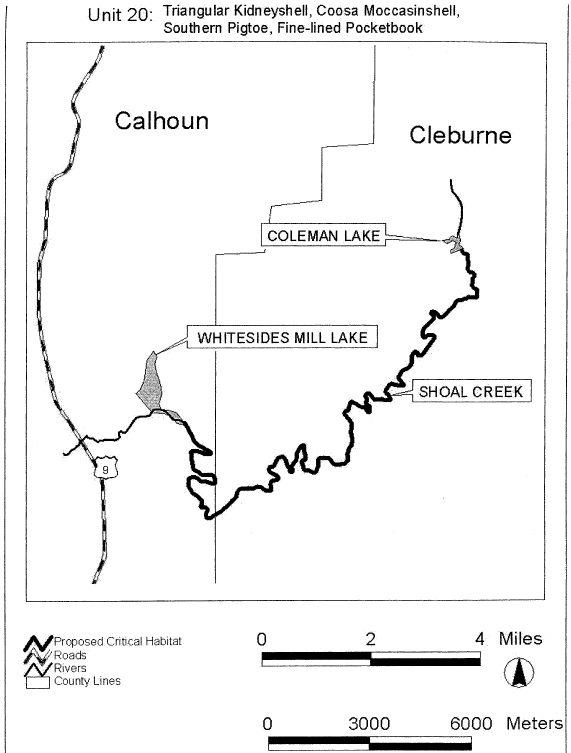 Unit 20: Triangular Kidneyshell, Coosa Moccasinshell,
Southern Pigtoe, Fine-lined Pocketbook
Calhoun
Cleburne
COLEMAN LAKE
WHITESIDES MILL LAKE
SHOAL CREEK
9
Proposed Critical Habitat
Roads
Rivers
County Lines
0 2 4 Miles
0 3000 6000 Meters